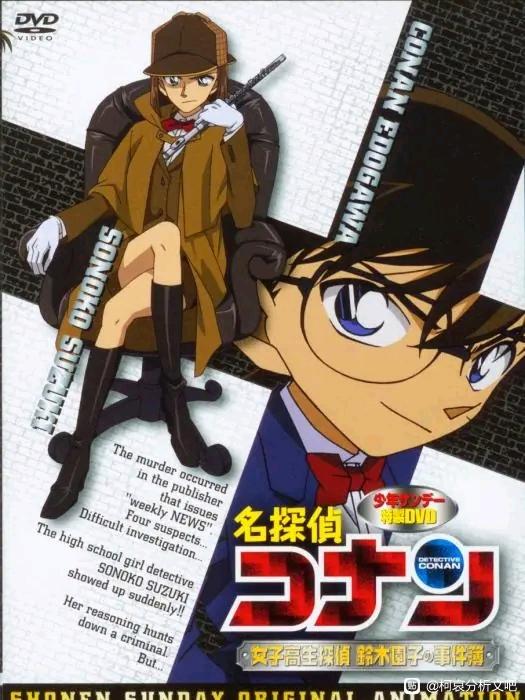 DVD
VIDEO
CONAN EDOGAWA
SONOKO SUZUKI
The murder occurred
in the publisher
that issues
"weekly NEWS".
Four suspects...
Difficult investigation...
The high school girl detective
SONOKO SUZUKI
showed up suddenly!!
Her reasoning hunts
down a criminal.
But...
少年サンデー
特製DVD
名探偵
コナン
DETECTIVE
CONAN
女子高生探偵 鈴木園子の事件簿
SHONEN SUNDAY ORIGINAL ANIMATION
@柯哀分析文吧